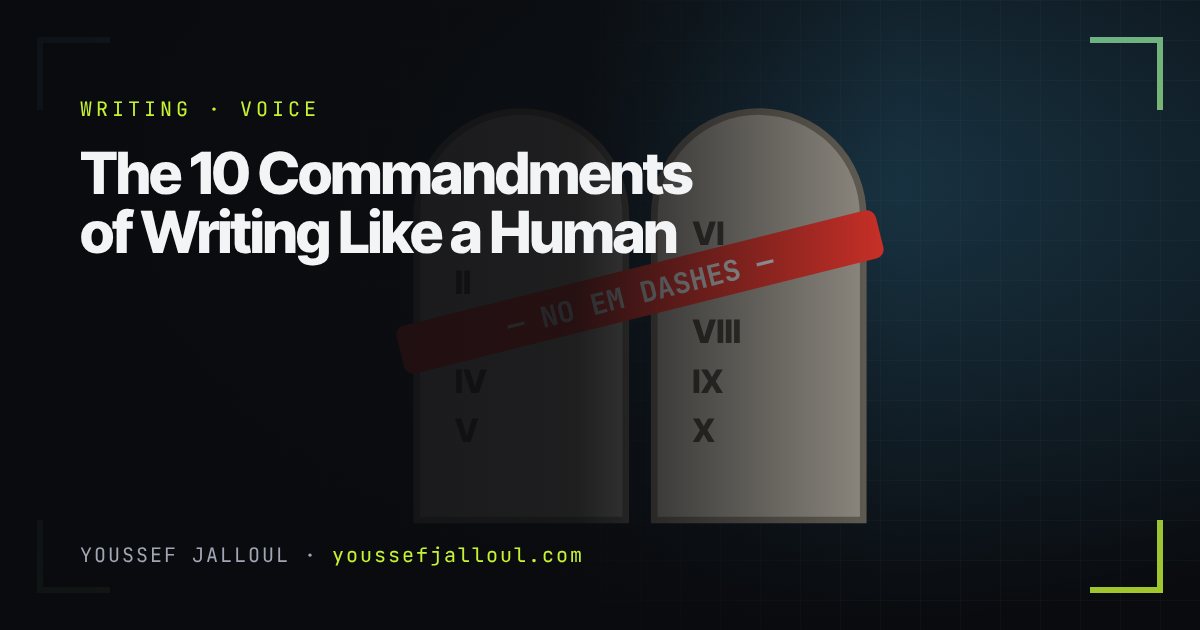 WRITING · VOICE
The 10 Commandments
of Writing Like a Human
II
IV
V
VI
VIII
IX
X
— NO EM DASHES —
YOUSSEF JALLOUL · youssefjalloul.com